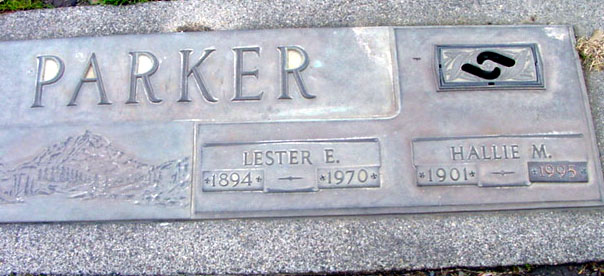 PARKER
LESTER E.
1894 — 1970
HALLIE M.
1901 — 1995